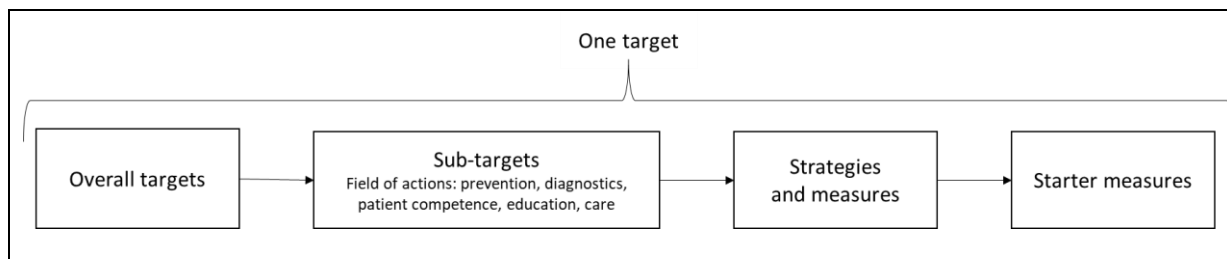 One target
Overall targets
Sub-targets
Field of actions: prevention, diagnostics,
patient competence, education, care
Strategies
and measures
Starter measures